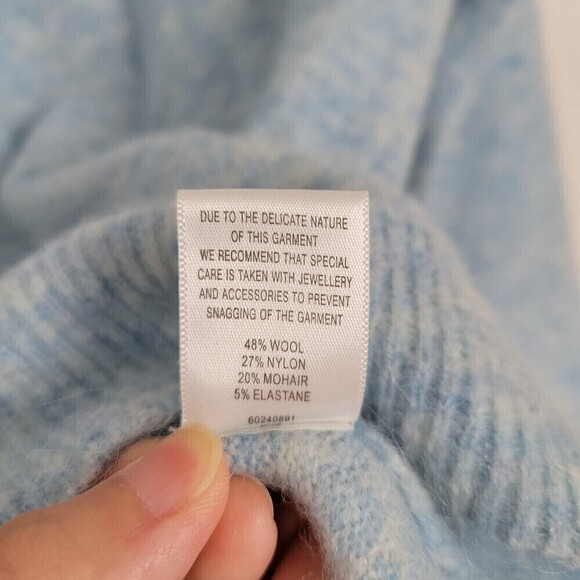 DUE TO THE DELICATE NATURE
OF THIS GARMENT
WE RECOMMEND THAT SPECIAL
CARE IS TAKEN WITH JEWELLERY
AND ACCESSORIES TO PREVENT
SNAGGING OF THE GARMENT
48% WOOL
27% NYLON
20% MOHAIR
5% ELASTANE
60240891